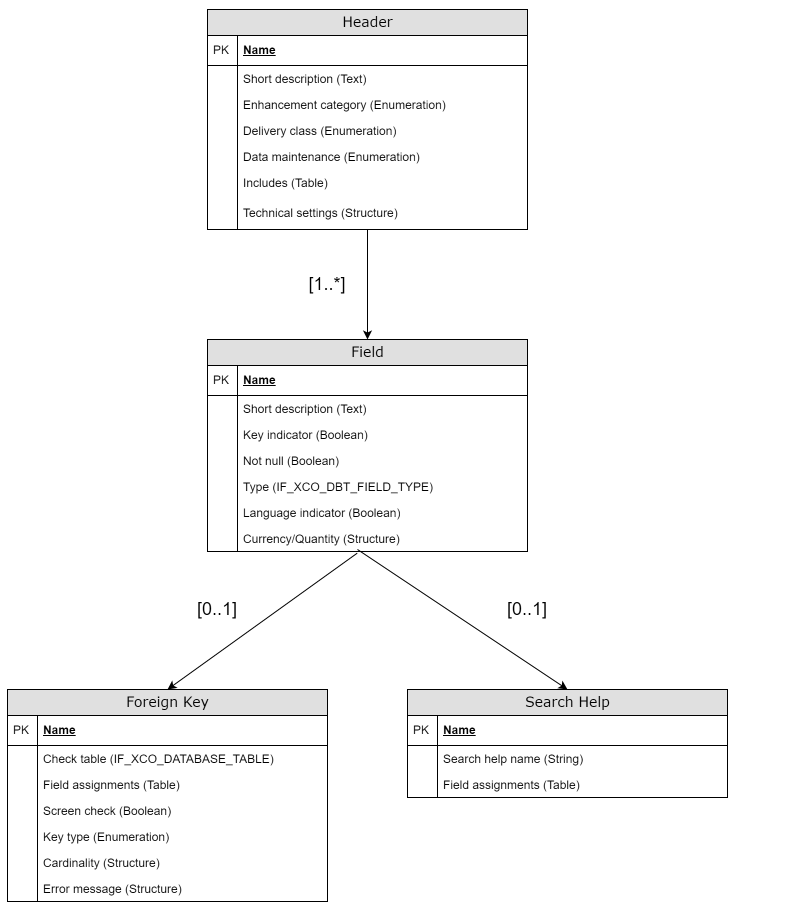 Header
PK Name
Short description (Text)
Enhancement category (Enumeration)
Delivery class (Enumeration)
Data maintenance (Enumeration)
Includes (Table)
Technical settings (Structure)
[1..*]
Field
PK Name
Short description (Text)
Key indicator (Boolean)
Not null (Boolean)
Type (IF_XCO_DBT_FIELD_TYPE)
Language indicator (Boolean)
Currency/Quantity (Structure)
[0..1]
[0..1]
Foreign Key
PK Name
Check table (IF_XCO_DATABASE_TABLE)
Field assignments (Table)
Screen check (Boolean)
Key type (Enumeration)
Cardinality (Structure)
Error message (Structure)
Search Help
PK Name
Search help name (String)
Field assignments (Table)